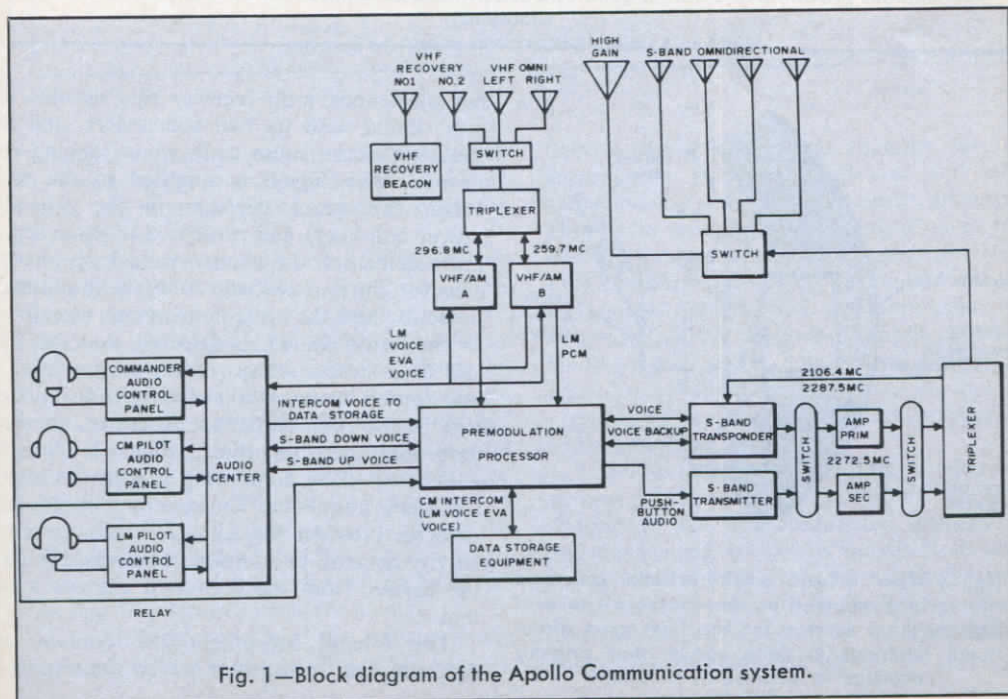 HIGH
GAIN
S-BAND OMNIDIRECTIONAL
VHF
RECOVERY
NO1
NO.2
VHF OMNI
LEFT
RIGHT
SWITCH
VHF
RECOVERY
BEACON
TRIPLEXER
SWITCH
296.8 MC
259.7 MC
VHF/AM
A
VHF/AM
B
LM
VOICE
EVA
VOICE
LM
PCM
COMMANDER
AUDIO
CONTROL
PANEL
CM PILOT
AUDIO
CONTROL
PANEL
LM PILOT
AUDIO
CONTROL
PANEL
AUDIO
CENTER
RELAY
INTERCOM VOICE TO
DATA STORAGE
S-BAND DOWN VOICE
S-BAND UP VOICE
PREMODULATION
PROCESSOR
CM INTERCOM
(LM VOICE EVA
VOICE)
DATA STORAGE
EQUIPMENT
VOICE
VOICE BACKUP
PUSH-
BUTTON
AUDIO
2106.4 MC
2287.5 MC
S-BAND
TRANSPONDER
S-BAND
TRANSMITTER
SWITCH
AMP
PRIM
2272.5 MC
AMP
SEC
SWITCH
TRIPLEXER
Fig. 1—Block diagram of the Apollo Communication system.